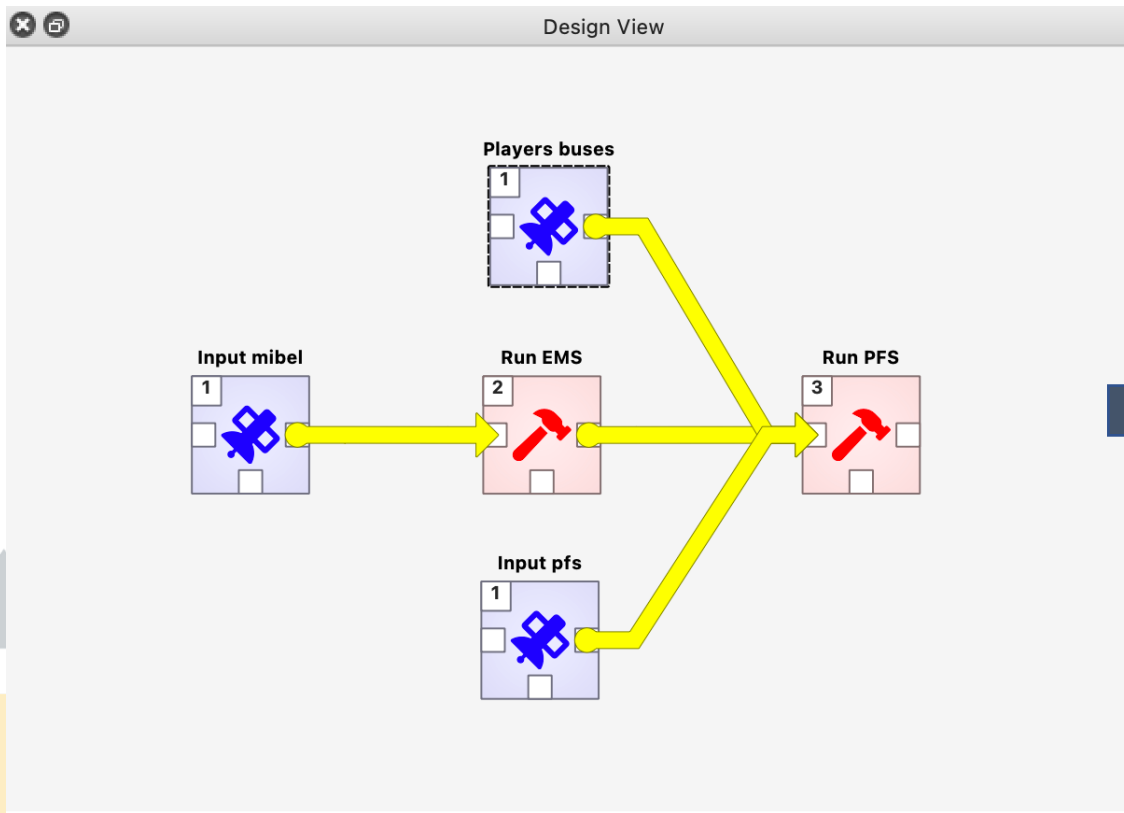 Design View
Players buses
1
Input mibel
1
Run EMS
2
Run PFS
3
Input pfs
1